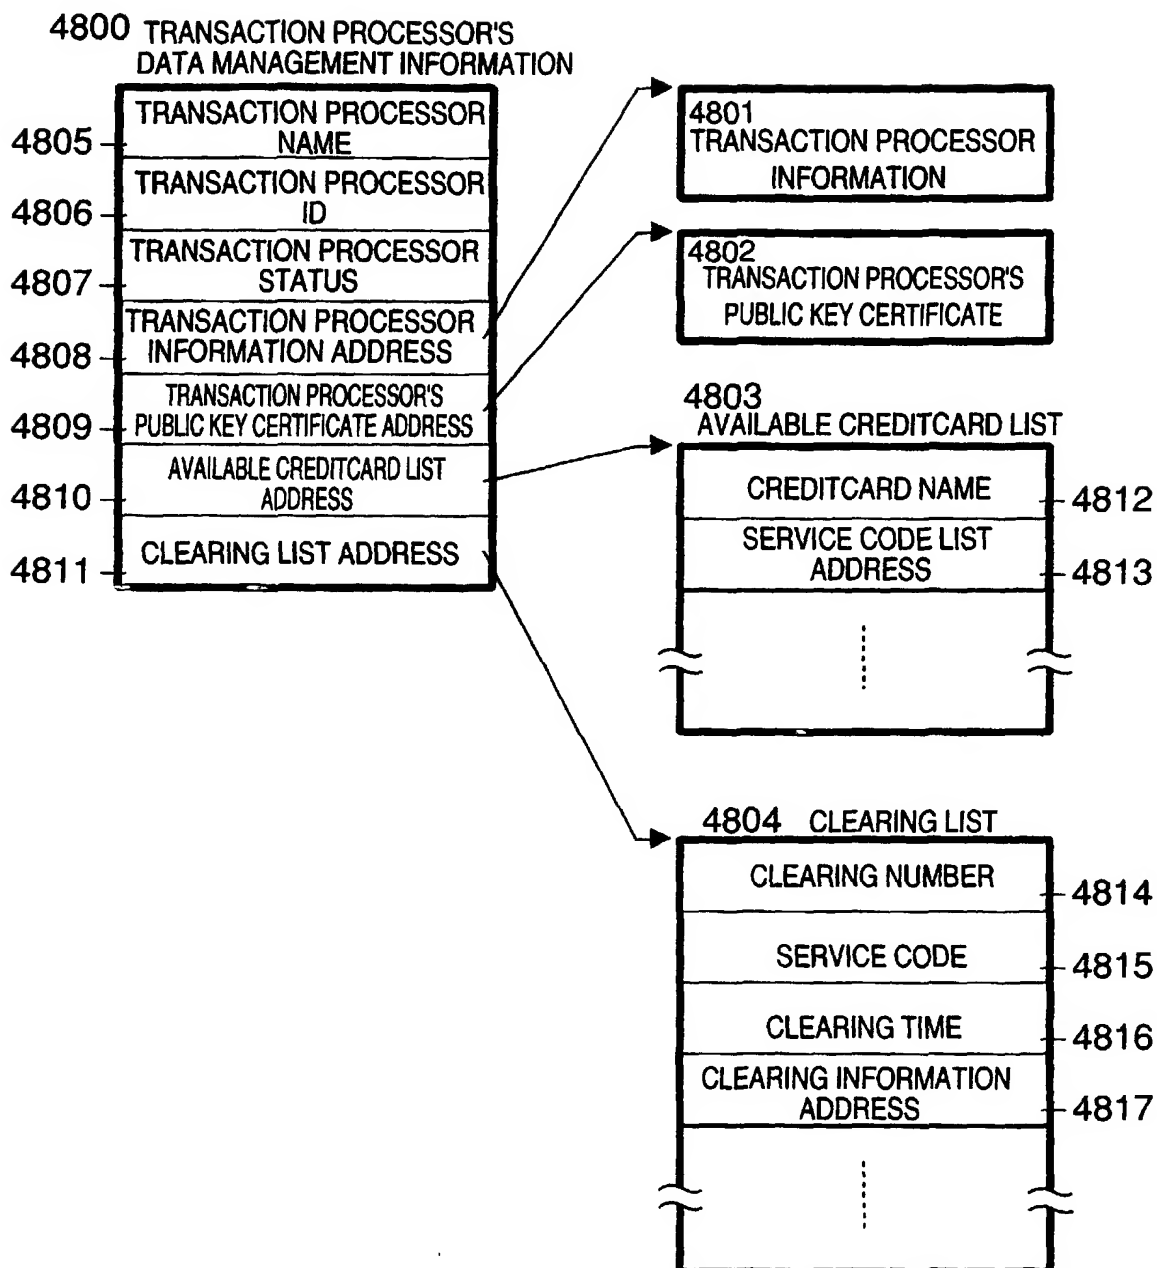 4800 TRANSACTION PROCESSOR'S
DATA MANAGEMENT INFORMATION
4805
TRANSACTION PROCESSOR
NAME
4806
TRANSACTION PROCESSOR
ID
4807
TRANSACTION PROCESSOR
STATUS
4808
TRANSACTION PROCESSOR
INFORMATION ADDRESS
4809
TRANSACTION PROCESSOR'S
PUBLIC KEY CERTIFICATE ADDRESS
4810
AVAILABLE CREDITCARD LIST
ADDRESS
4811
CLEARING LIST ADDRESS
4801
TRANSACTION PROCESSOR
INFORMATION
4802
TRANSACTION PROCESSOR'S
PUBLIC KEY CERTIFICATE
4803
AVAILABLE CREDITCARD LIST
CREDITCARD NAME
4812
SERVICE CODE LIST
ADDRESS
4813
4804 CLEARING LIST
CLEARING NUMBER
4814
SERVICE CODE
4815
CLEARING TIME
4816
CLEARING INFORMATION
ADDRESS
4817